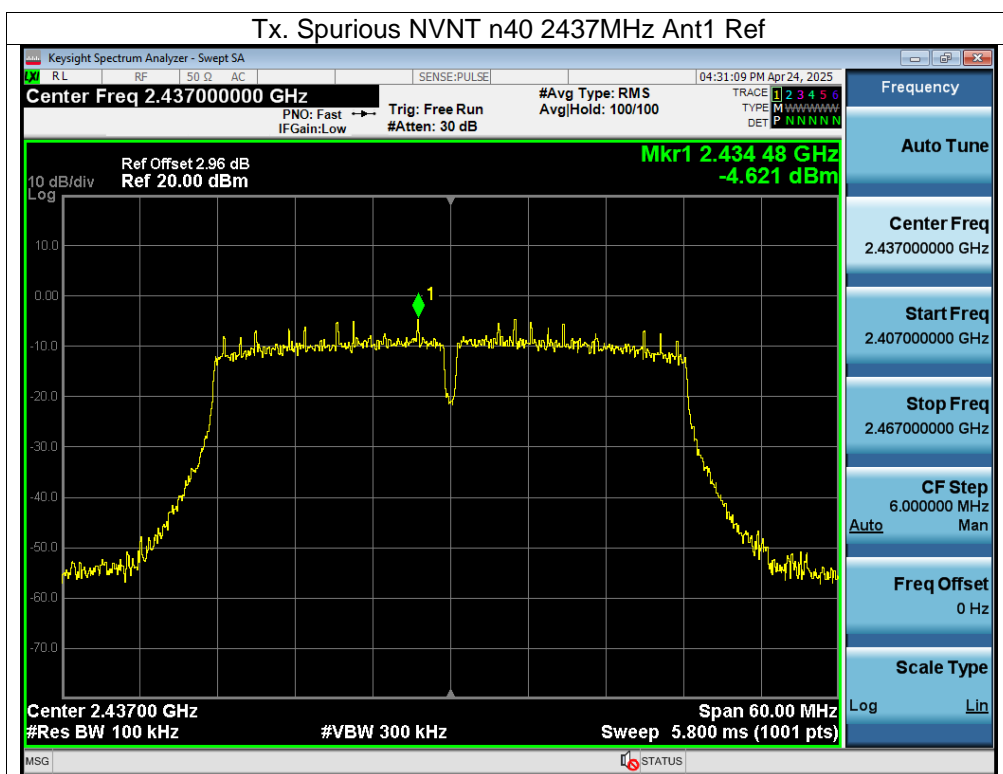 Tx. Spurious NVNT n40 2437MHz Ant1 Ref
Keysight Spectrum Analyzer - Swept SA
LXI RL RF 50 Ω AC SENSE:PULSE 04:31:09 PM Apr 24, 2025
Center Freq 2.437000000 GHz #Avg Type: RMS TRACE 1 2 3 4 5 6
PNO: Fast Trig: Free Run Avg|Hold: 100/100 TYPE M WWWWW
IFGain:Low #Atten: 30 dB DET P N N N N N
Mkr1 2.434 48 GHz
-4.621 dBm
Ref Offset 2.96 dB
10 dB/div Ref 20.00 dBm
Log
10.0
0.00
-10.0
-20.0
-30.0
-40.0
-50.0
-60.0
-70.0
1
Center 2.43700 GHz Span 60.00 MHz
#Res BW 100 kHz #VBW 300 kHz Sweep 5.800 ms (1001 pts)
MSG STATUS
Frequency
Auto Tune
Center Freq
2.437000000 GHz
Start Freq
2.407000000 GHz
Stop Freq
2.467000000 GHz
CF Step
6.000000 MHz
Auto Man
Freq Offset
0 Hz
Scale Type
Log Lin